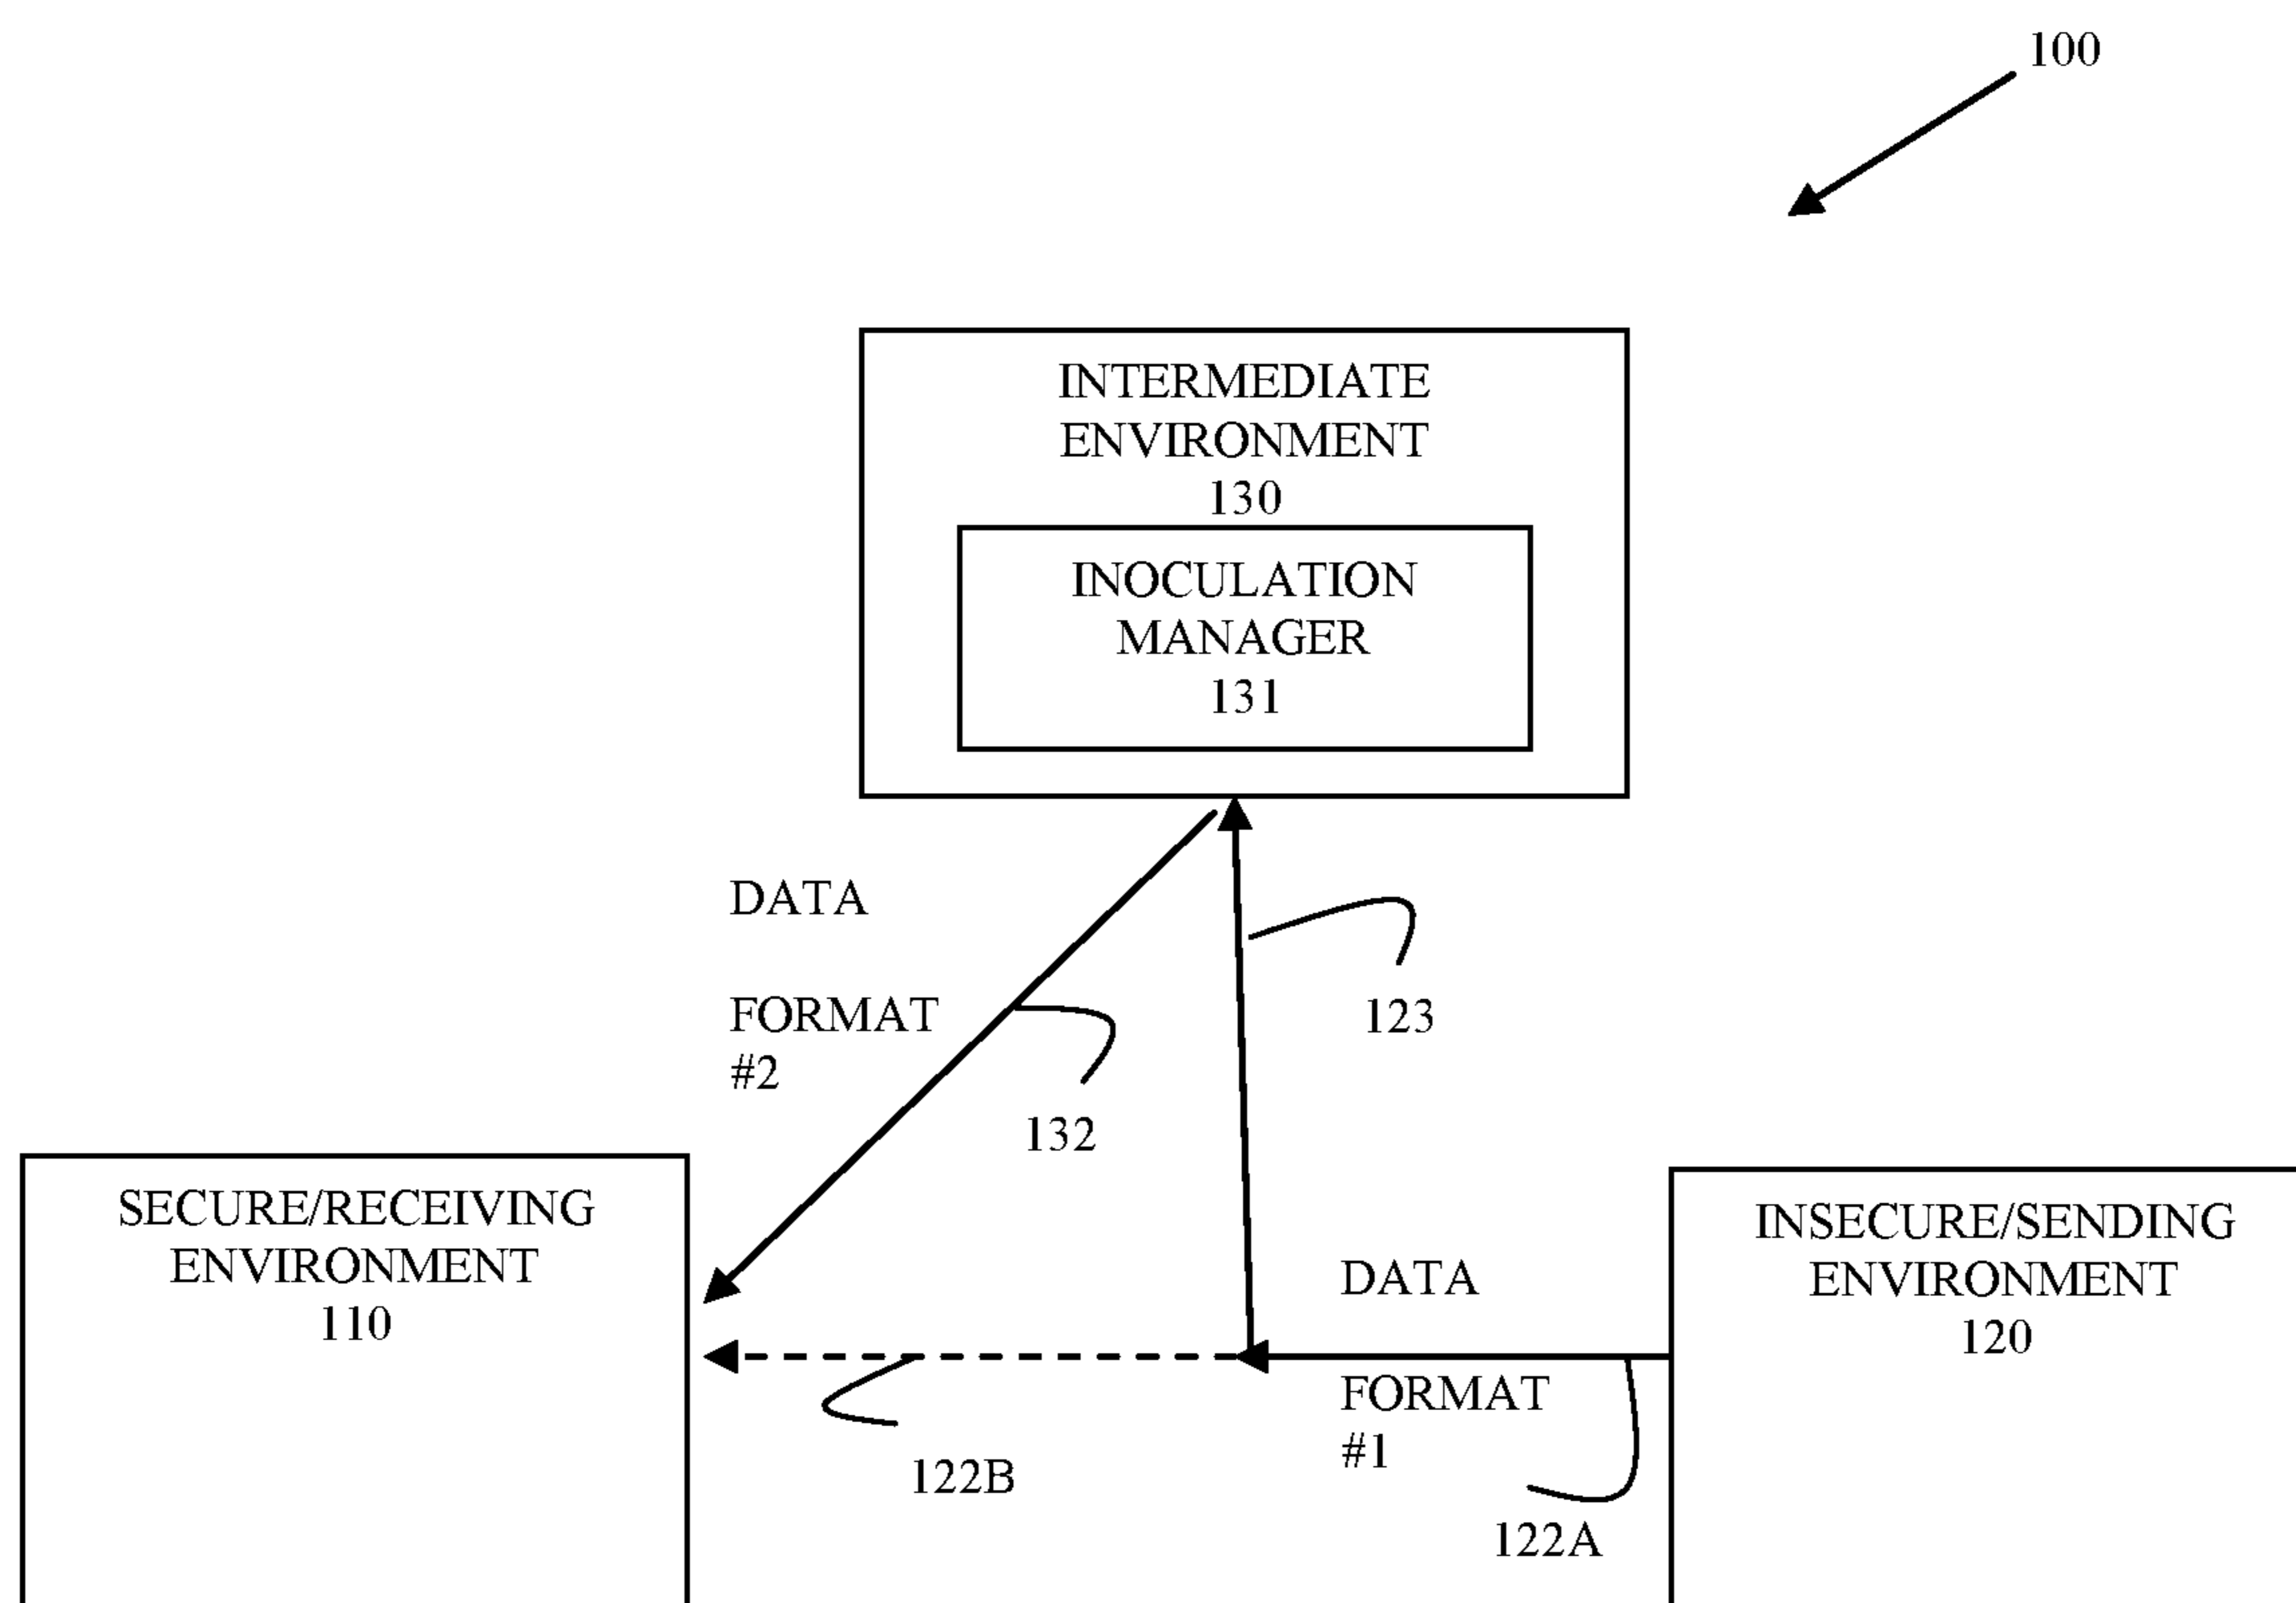 100
INTERMEDIATE
ENVIRONMENT
130
INOCULATION
MANAGER
131
DATA
FORMAT
#2
123
132
SECURE/RECEIVING
ENVIRONMENT
110
INSECURE/SENDING
ENVIRONMENT
120
DATA
FORMAT
#1
122B
122A